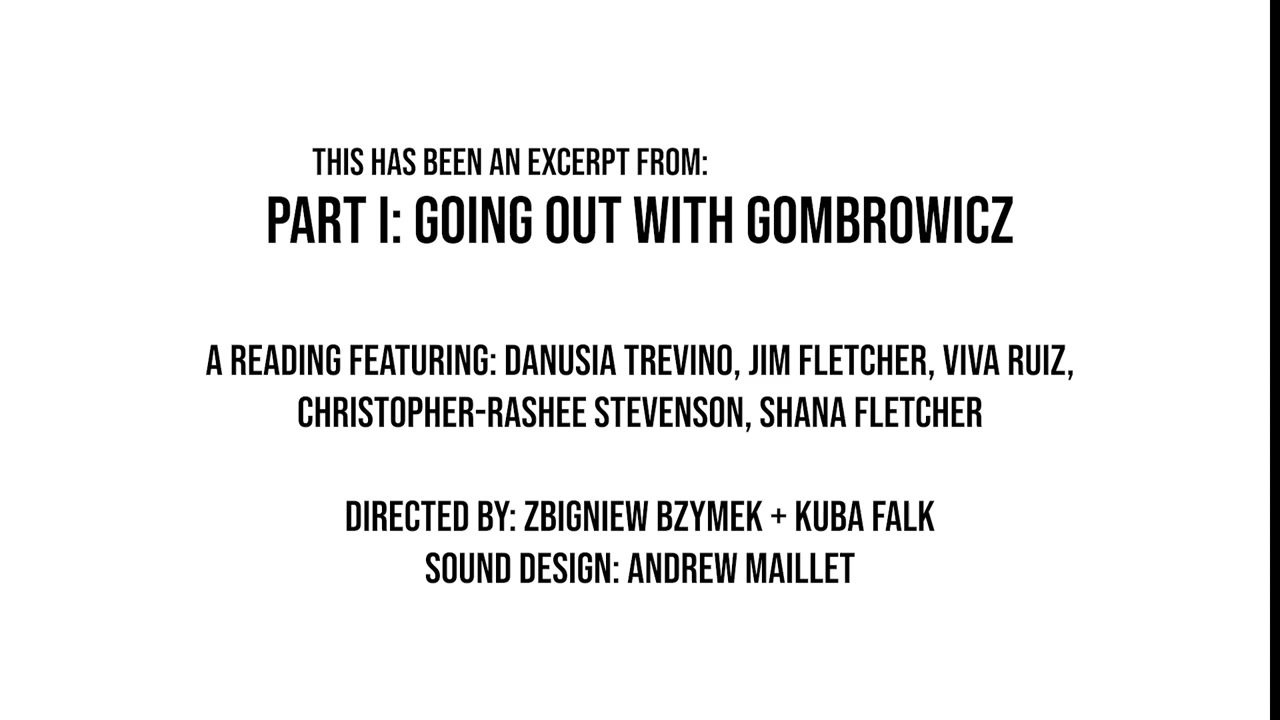 THIS HAS BEEN AN EXCERPT FROM:
PART I: GOING OUT WITH GOMBROWICZ
A READING FEATURING: DANUSIA TREVINO, JIM FLETCHER, VIVA RUIZ,
CHRISTOPHER-RASHEE STEVENSON, SHANA FLETCHER
DIRECTED BY: ZBIGNIEW BZYMEK + KUBA FALK
SOUND DESIGN: ANDREW MAILLET